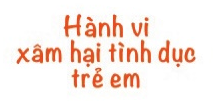 Hành vi
xâm hại tình dục
trẻ em